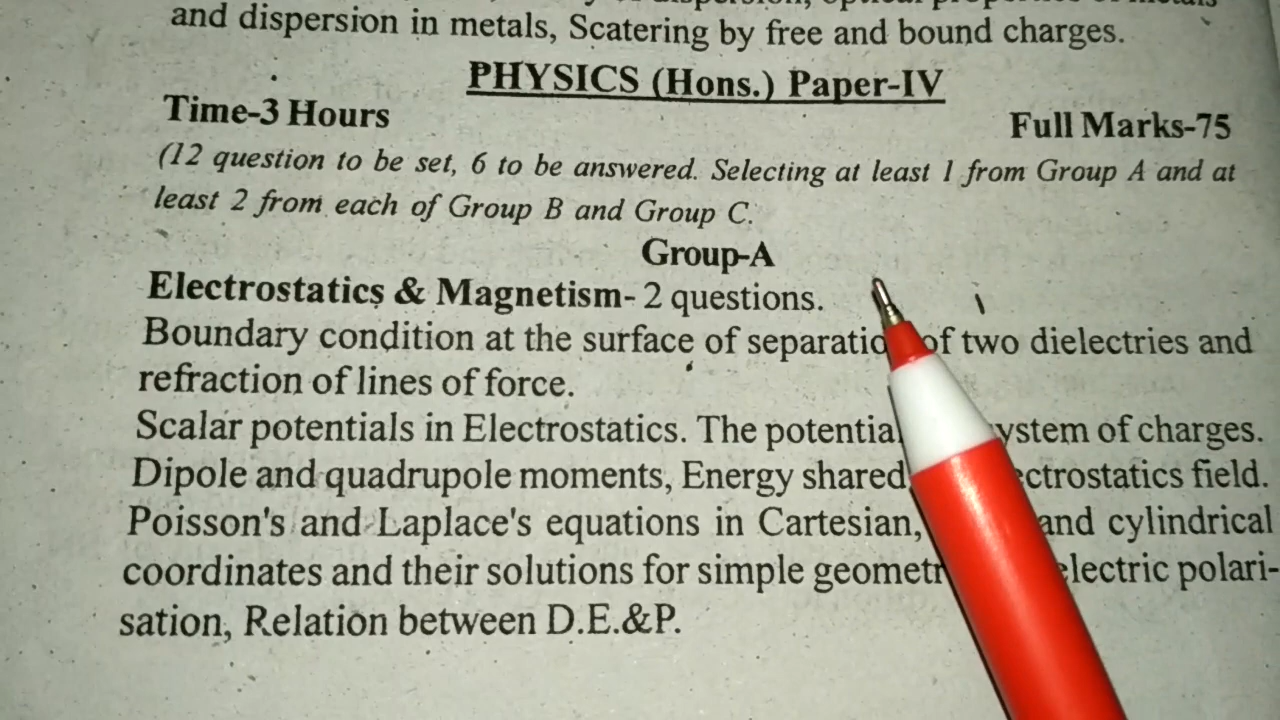 and dispersion in metals, Scatering by free and bound charges.
PHYSICS (Hons.) Paper-IV
Time-3 Hours
Full Marks-75
(12 question to be set, 6 to be answered. Selecting at least 1 from Group A and at
least 2 from each of Group B and Group C.
Group-A
Electrostatics & Magnetism- 2 questions.
Boundary condition at the surface of separatio of two dielectries and
refraction of lines of force.
Scalar potentials in Electrostatics. The potential ystem of charges.
Dipole and quadrupole moments, Energy shared ectrostatics field.
Poisson's and Laplace's equations in Cartesian, and cylindrical
coordinates and their solutions for simple geometr electric polari-
sation, Relation between D.E.&P.